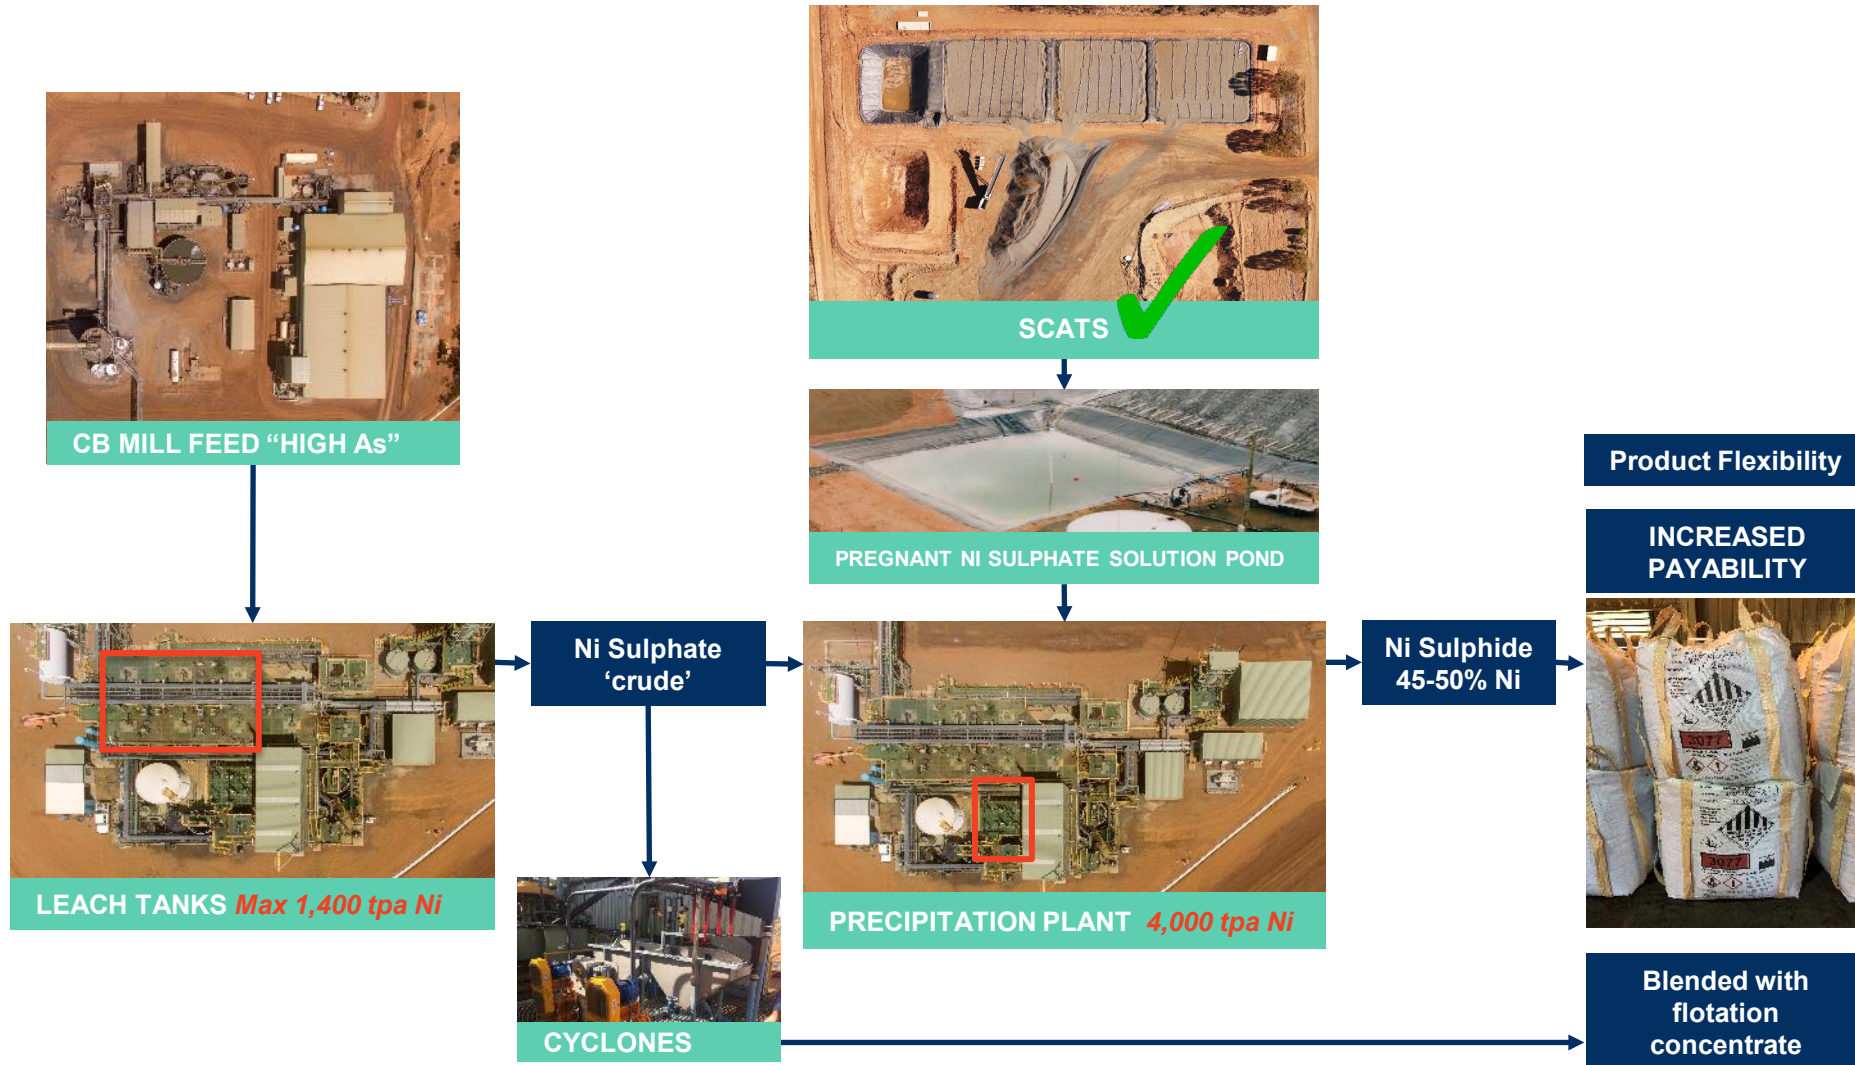 SCATS
CB MILL FEED “HIGH As”
PREGNANT NI SULPHATE SOLUTION POND
Product Flexibility
INCREASED
PAYABILITY
Ni Sulphate
‘crude’
Ni Sulphide
45-50% Ni
3077
3077
LEACH TANKS Max 1,400 tpa Ni
PRECIPITATION PLANT 4,000 tpa Ni
CYCLONES
Blended with
flotation
concentrate